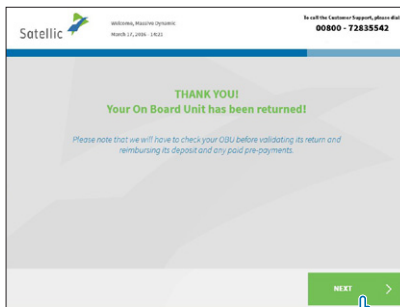 Satellic
Welcome, Massive Dynamic
March 17, 2016 - 14:21
To call the Customer Support, please dial
00800 - 72835542
THANK YOU!
Your On Board Unit has been returned!
Please note that we will have to check your OBU before validating its return and
reimbursing its deposit and any paid pre-payments.
NEXT